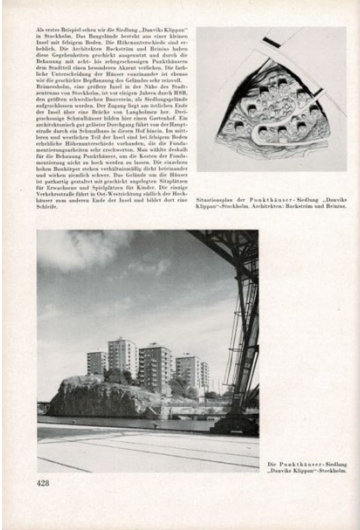 Als erstes Beispiel sehen wir die Siedlung „Danviks Klippan“
in Stockholm. Das Baugelände besteht aus einer kleinen
Insel mit felsigem Boden. Die Höhenunterschiede sind er-
heblich. Die Architekten Backström und Reinius haben
diese Gegebenheiten geschickt ausgenutzt und durch die
Bebauung mit acht- bis zehngeschossigen Punkthäusern
dem Stadtteil einen besonderen Akzent verliehen. Die farb-
liche Unterscheidung der Häuser voneinander ist ebenso
wie die geschickte Bepflanzung des Geländes sehr reizvoll.
Reimersholm, eine größere Insel in der Nähe des Stadt-
zentrums von Stockholm, ist vor einigen Jahren durch HSB,
den größten schwedischen Bauverein, als Siedlungsgelände
aufgeschlossen worden. Der Zugang liegt am östlichen Ende
der Insel über eine Brücke von Langholmen her. Drei-
geschossige Schmalhäuser bilden hier einen Gartenhof. Ein
architektonisch gut gelöster Durchgang führt von der Haupt-
straße durch ein Schmalhaus in diesen Hof hinein. Im mitt-
leren und westlichen Teil der Insel sind bei felsigem Boden
erhebliche Höhenunterschiede vorhanden, die die Funda-
mentierungsarbeiten sehr erschwerten. Man wählte deshalb
für die Bebauung Punkthäuser, um die Kosten der Funda-
mentierung nicht zu hoch werden zu lassen. Die einzelnen
hohen Baukörper stehen verhältnismäßig dicht beieinander
und wirken ziemlich schwer. Das Gelände um die Häuser
ist parkartig gestaltet mit geschickt angelegten Sitzplätzen
für Erwachsene und Spielplätzen für Kinder. Die einzige
Verkehrsstraße führt in Ost-Westrichtung südlich der Hoch-
häuser zum anderen Ende der Insel und bildet dort eine
Schleife.
Situationsplan der Punkthäuser-Siedlung „Danviks
Klippan“-Stockholm. Architekten: Backström und Reinius.
Die Punkthäuser-Siedlung
„Danviks Klippan“-Stockholm.
428